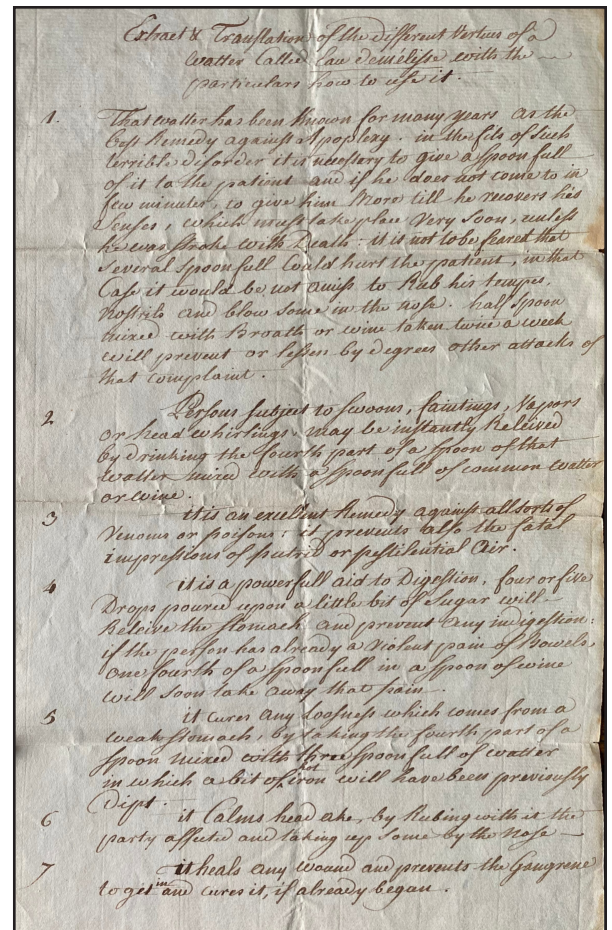 Extract & Translation of the different Vertues of a
Watter Called Eau demélisse with the
particulars how to use it.
1. That watter has been Known for many years as the
best Remedy against Apoplexy. in the fits of such
terrible disorder it is necessary to give a spoon full
of it to the patient and if he does not come to in
few minutes, to give him More till he recovers his
Senses, which must take place Very soon, unless
he was stroke with Death. it is not to be feared that
several spoonfull Could hurt the patient, in that
Case it would be not amiss to Rub his temples,
nostrils and blow some in the nose. half spoon
mixed with Broath or wine taken twice a week
will prevent or lessen by degrees other attacks of
that complaint.
2 Persons subject to swoons, faintings, Vapors
or head whirlings may be instantly Releived
by drinking the fourth part of a spoon of that
Watter mixed with a spoonfull of common watter
or wine.
3 it is an excellent Remedy against all sorts of
Venoms or poisons: it prevents also the fatal
impressions of putrid or pestilential Air.
4 it is a powerfull aid to Digestion, four or five
Drops poured upon a little bit of Sugar will
Releive the stomach and prevent Any indigestion:
if the person has already a Violent pain of Bowels
one fourth of a spoonfull in a spoon of wine
will soon take away that pain.
5 it cures Any Loosness which comes from a
weak stomach, by taking the fourth part of a
spoon mixed with three spoonfull of watter
in which a bit of hot iron will have been previously
Dipt.
6 it Calms head ake, by Rubing with it the
party affected and taking up some by the nose
7 it heals Any wound and prevents the Gangrene
to get in and cures it, if already began.